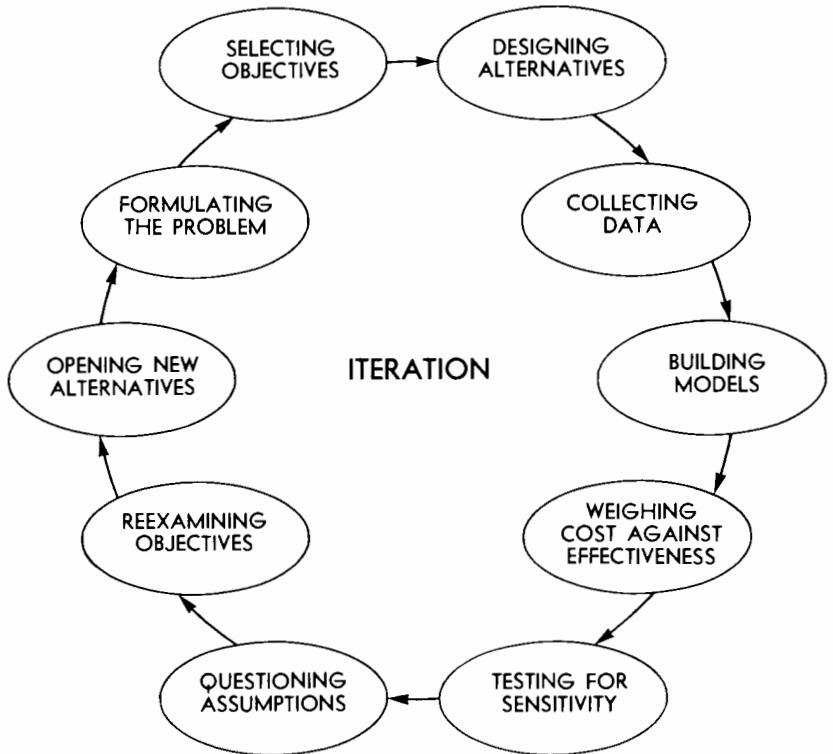 SELECTING
OBJECTIVES
DESIGNING
ALTERNATIVES
COLLECTING
DATA
BUILDING
MODELS
WEIGHING
COST AGAINST
EFFECTIVENESS
TESTING FOR
SENSITIVITY
QUESTIONING
ASSUMPTIONS
REEXAMINING
OBJECTIVES
OPENING NEW
ALTERNATIVES
FORMULATING
THE PROBLEM
ITERATION